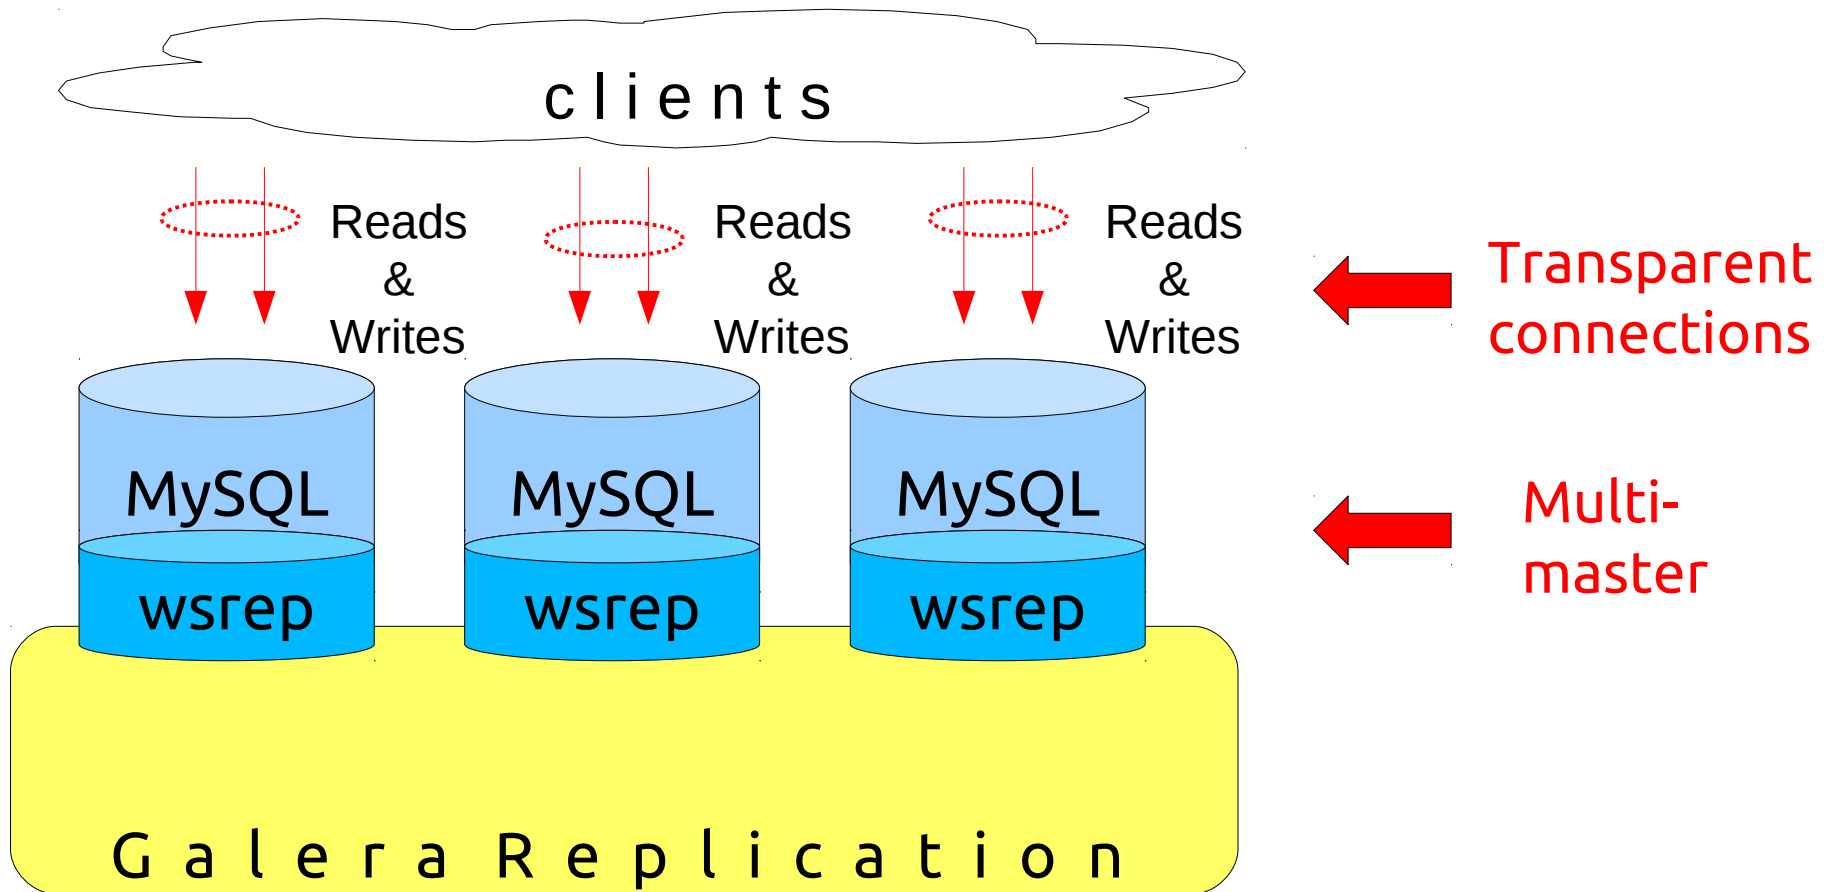 clients
Reads
&
Writes
Reads
&
Writes
Reads
&
Writes
Transparent
connections
MySQL
MySQL
MySQL
Multi-
master
wsrep
wsrep
wsrep
Galera Replication